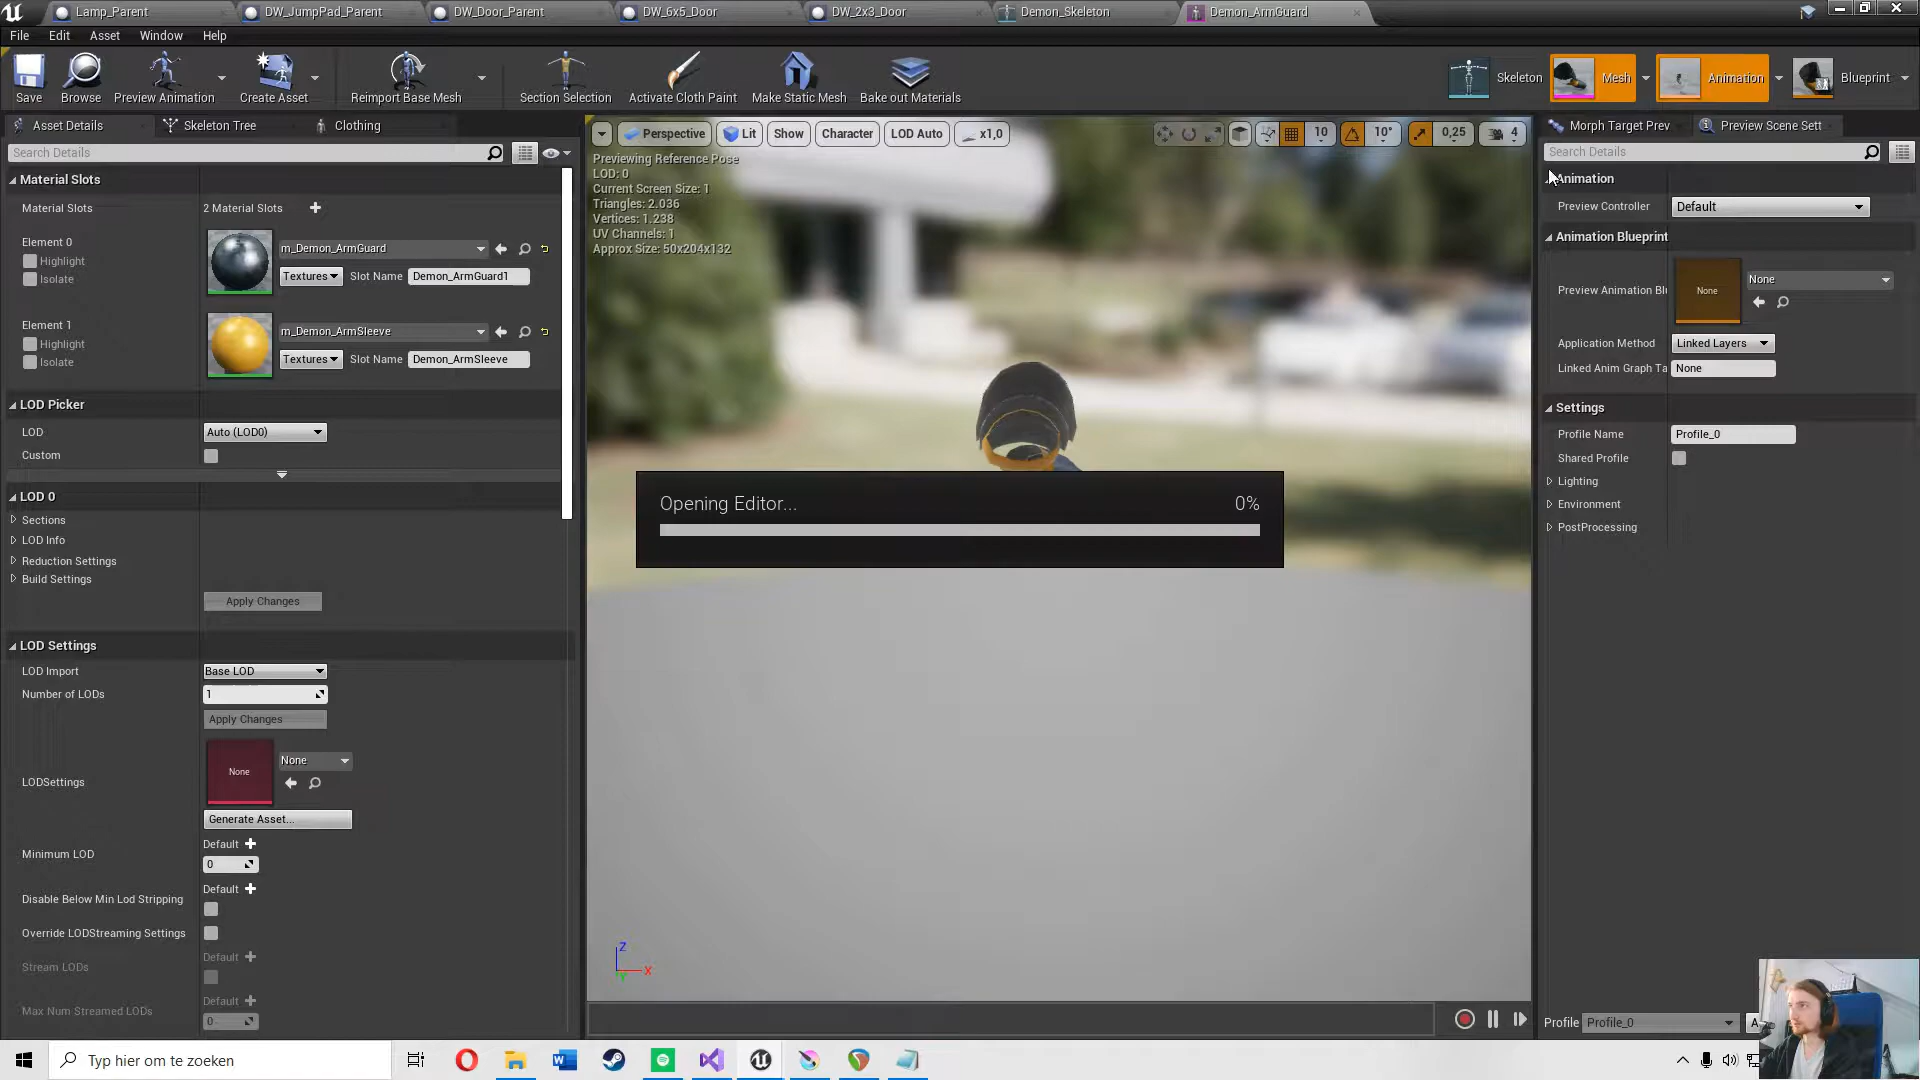 Lamp_Parent
DW_JumpPad_Parent
DW_Door_Parent
DW_6x5_Door
DW_2x3_Door
Demon_Skeleton
Demon_ArmGuard
File Edit Asset Window Help
Save
Browse
Preview Animation
Create Asset
Reimport Base Mesh
Section Selection
Activate Cloth Paint
Make Static Mesh
Bake out Materials
Skeleton
Mesh
Animation
Blueprint
Asset Details
Skeleton Tree
Clothing
Search Details
Material Slots
Material Slots 2 Material Slots
Element 0
Highlight
Isolate
m_Demon_ArmGuard
Textures Slot Name Demon_ArmGuard1
Element 1
Highlight
Isolate
m_Demon_ArmSleeve
Textures Slot Name Demon_ArmSleeve
LOD Picker
LOD Auto (LOD0)
Custom
LOD 0
Sections
LOD Info
Reduction Settings
Build Settings
Apply Changes
LOD Settings
LOD Import Base LOD
Number of LODs 1
Apply Changes
LODSettings None None
Generate Asset...
Minimum LOD Default
0
Disable Below Min Lod Stripping Default
Override LODStreaming Settings
Stream LODs Default
Max Num Streamed LODs Default
0
Perspective Lit Show Character LOD Auto x1,0
10 10° 0,25 4
Previewing Reference Pose
LOD: 0
Current Screen Size: 1
Triangles: 2.036
Vertices: 1.238
UV Channels: 1
Approx Size: 50x204x132
Opening Editor... 0%
Z
X
Y
Morph Target Prev
Preview Scene Sett
Search Details
Animation
Preview Controller Default
Animation Blueprint
Preview Animation Blu None None
Application Method Linked Layers
Linked Anim Graph Ta None
Settings
Profile Name Profile_0
Shared Profile
Lighting
Environment
PostProcessing
Profile Profile_0
Typ hier om te zoeken